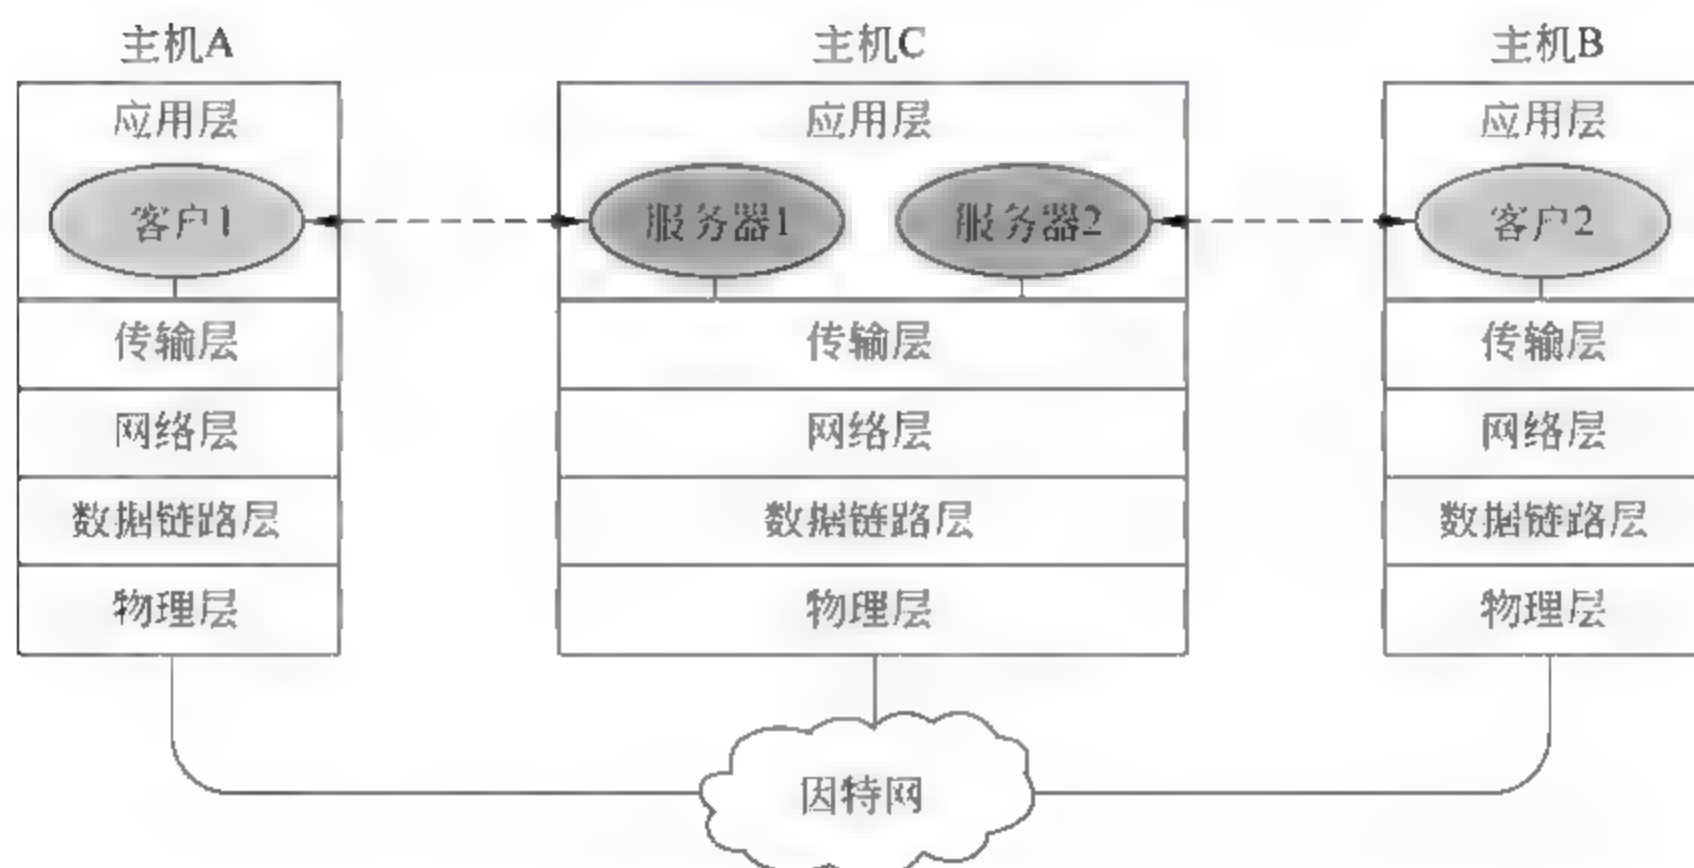 主机A 主机C 主机B
应用层 应用层 应用层
客户1 服务器1 服务器2 客户2
传输层 传输层 传输层
网络层 网络层 网络层
数据链路层 数据链路层 数据链路层
物理层 物理层 物理层
因特网